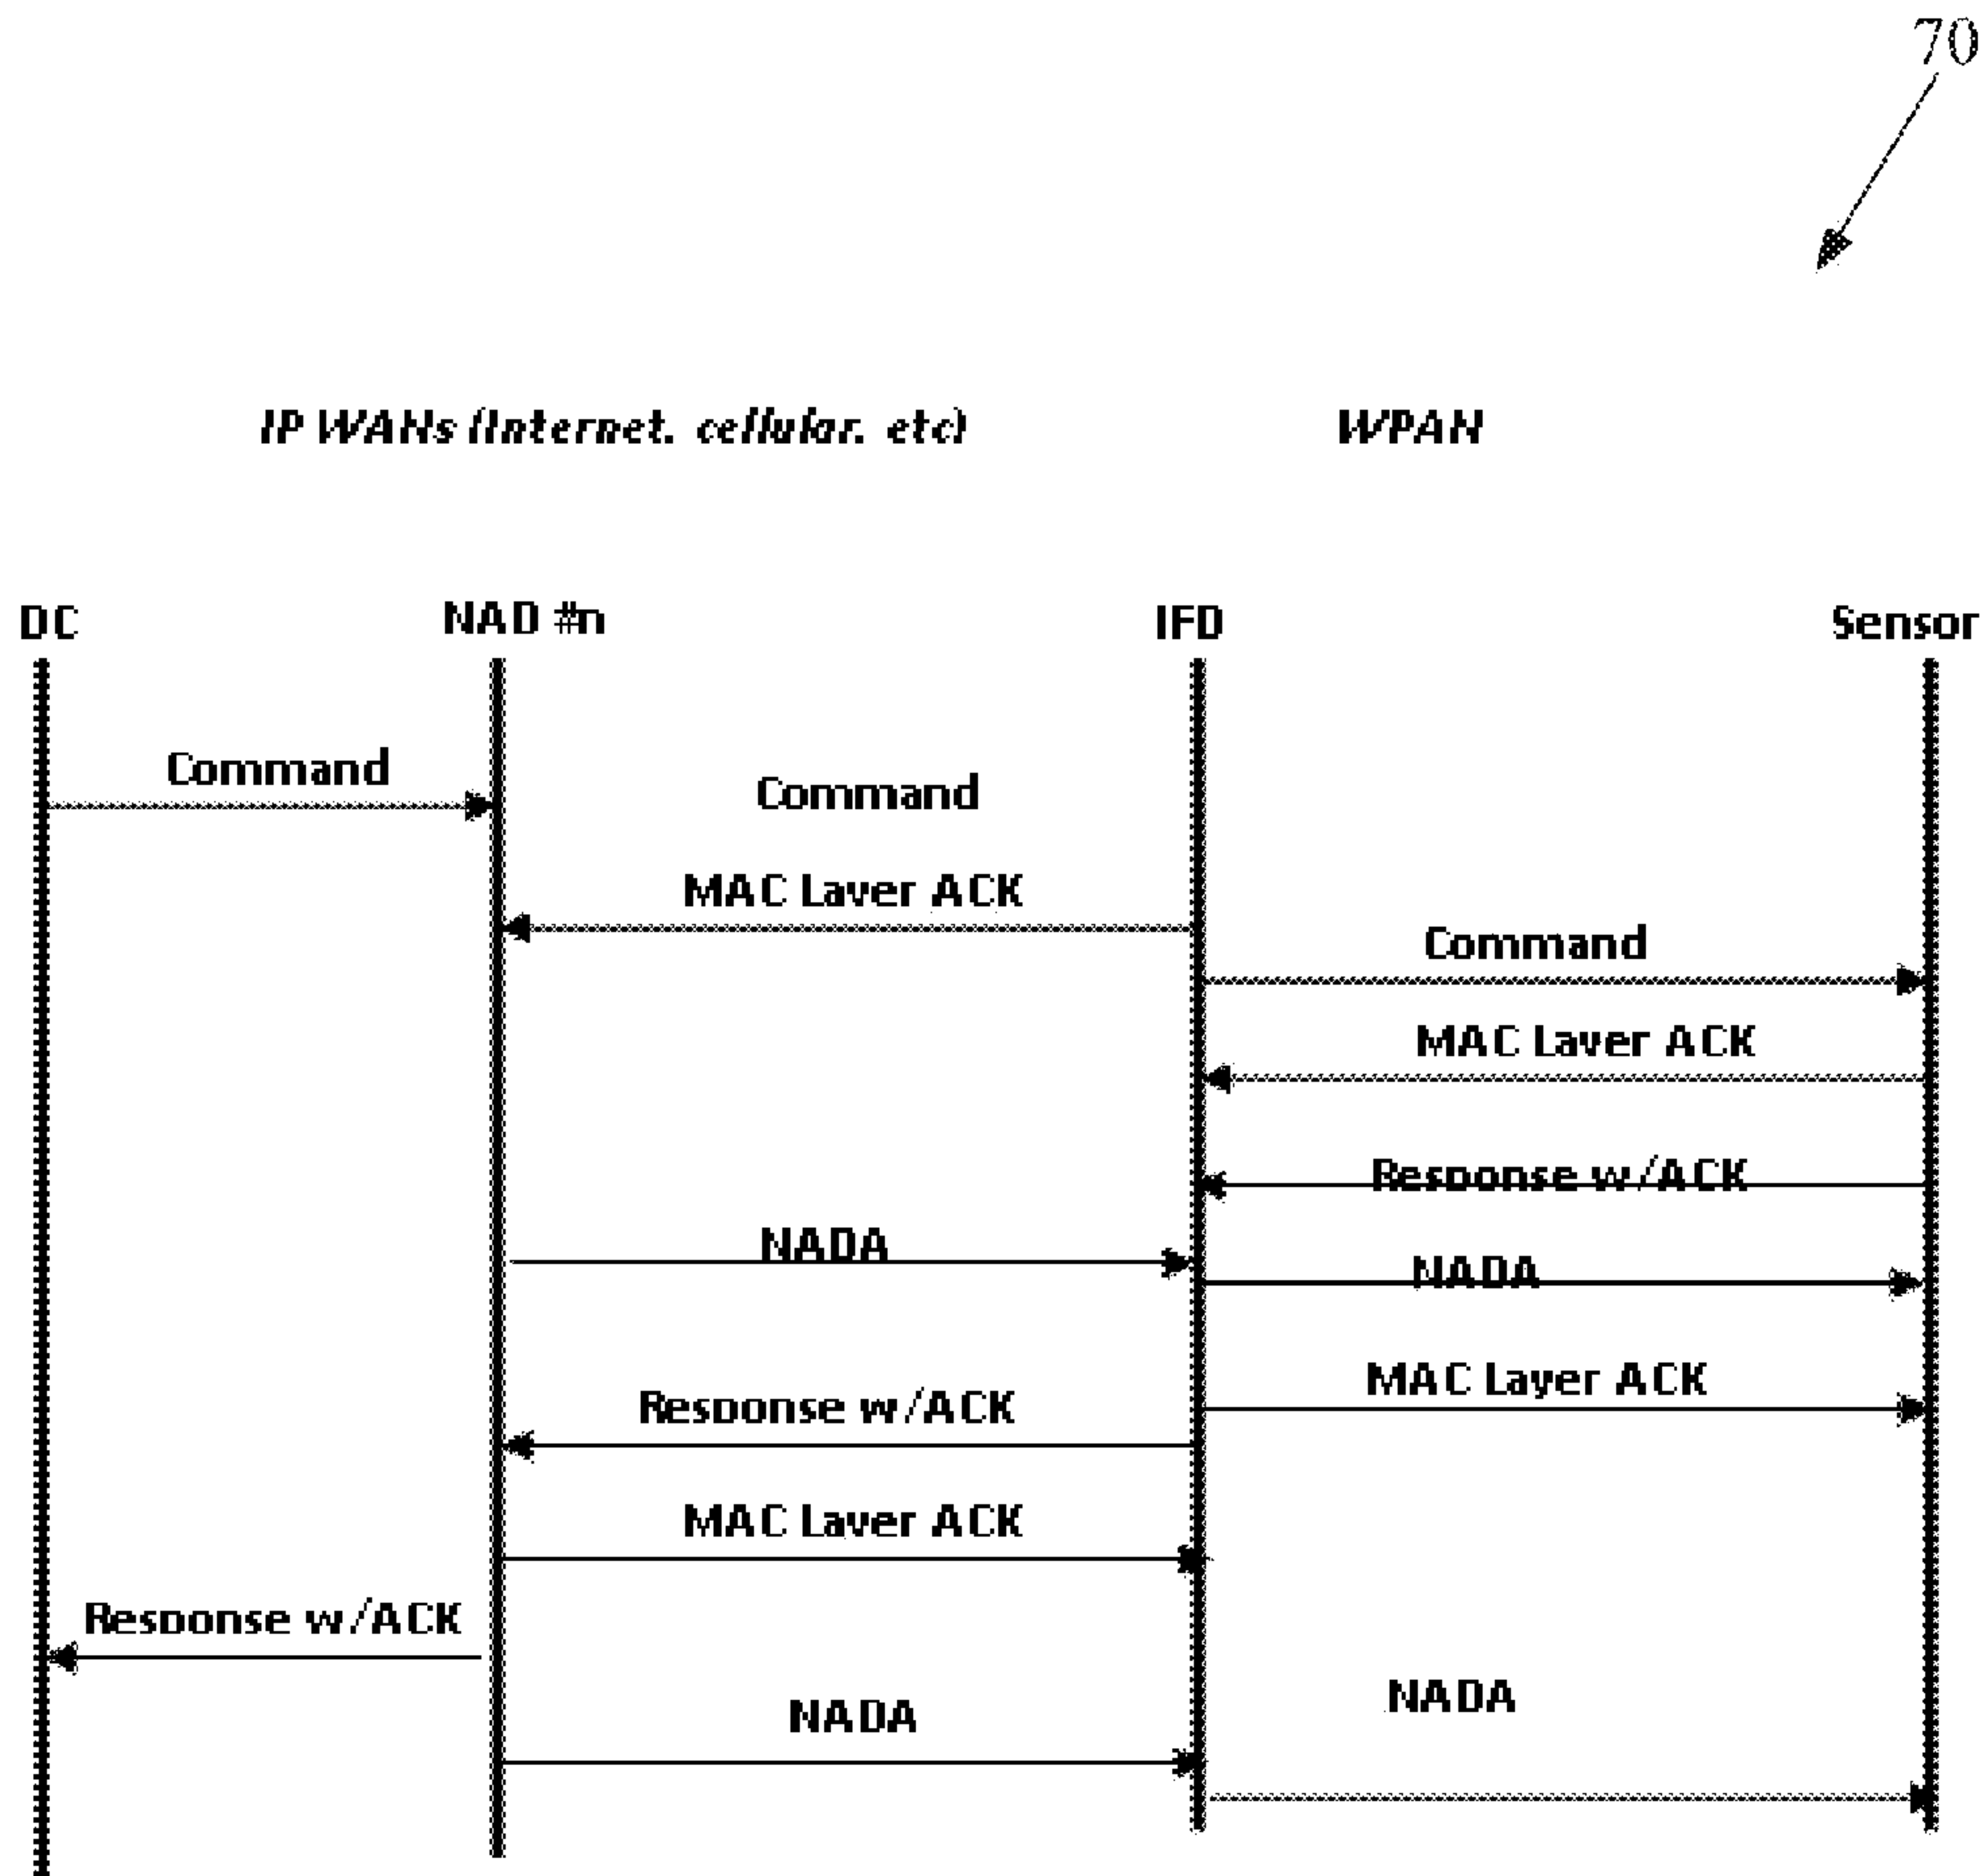 70
IP WANs (Internet. cellular. etc)
WPAN
DC
NAD #n
IFD
Sensor
Command
Command
MAC Layer ACK
Command
MAC Layer ACK
Response w/ACK
NADA
NADA
MAC Layer ACK
Response w/ACK
MAC Layer ACK
Response w/ACK
NADA
NADA